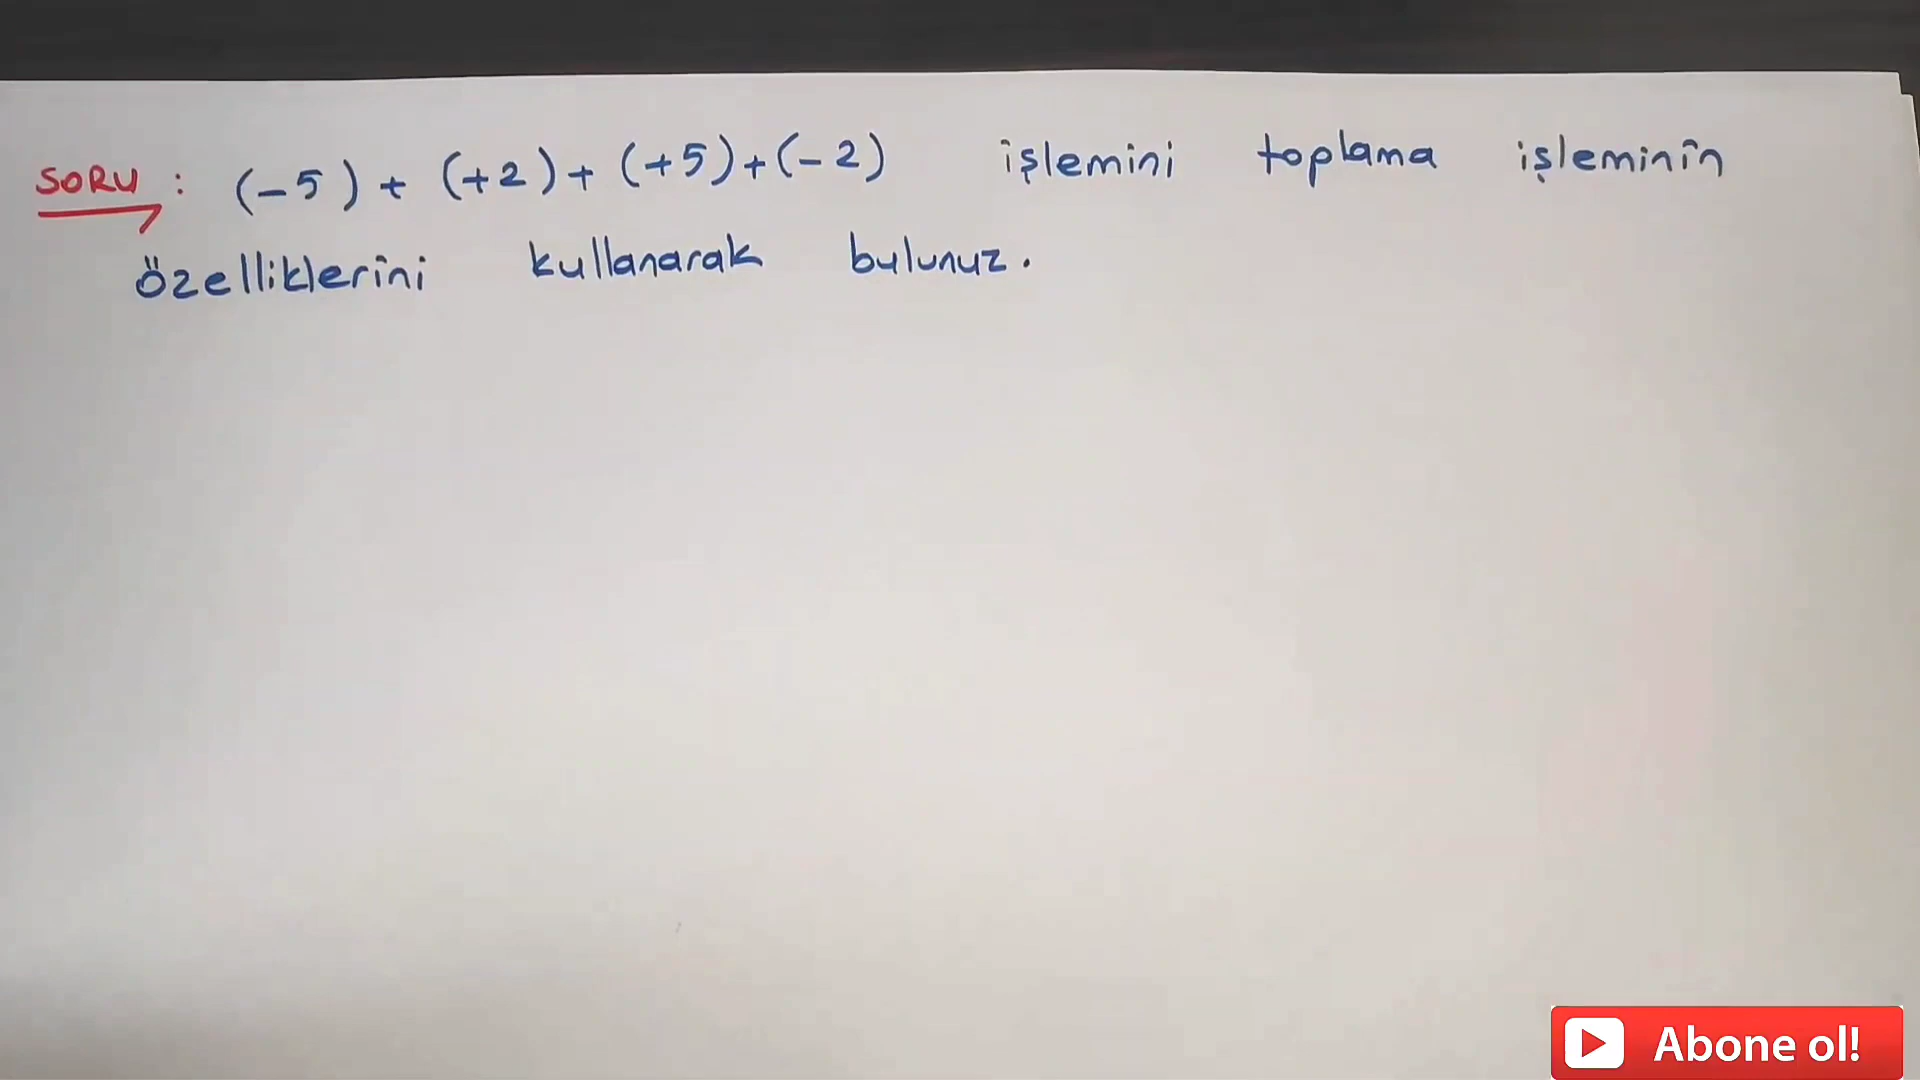 SORU : (-5) + (+2) + (+5) + (-2) işlemini toplama işleminin
özelliklerini kullanarak bulunuz.
Abone ol!